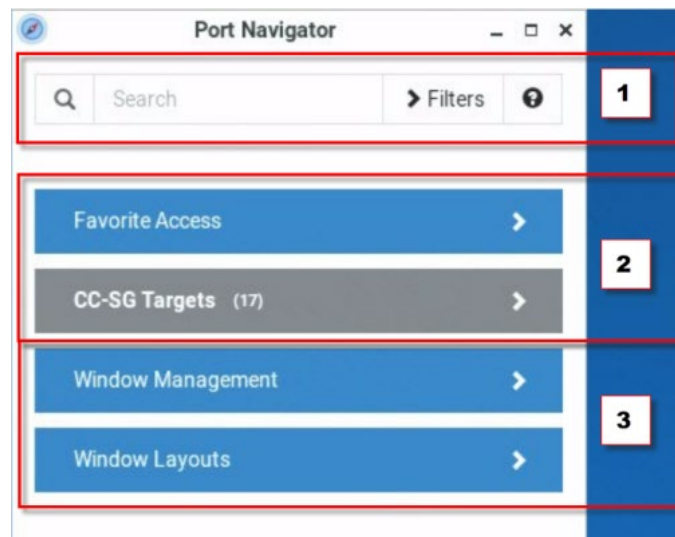 Port Navigator
Search
Filters
1
Favorite Access
CC-SG Targets (17)
2
Window Management
3
Window Layouts